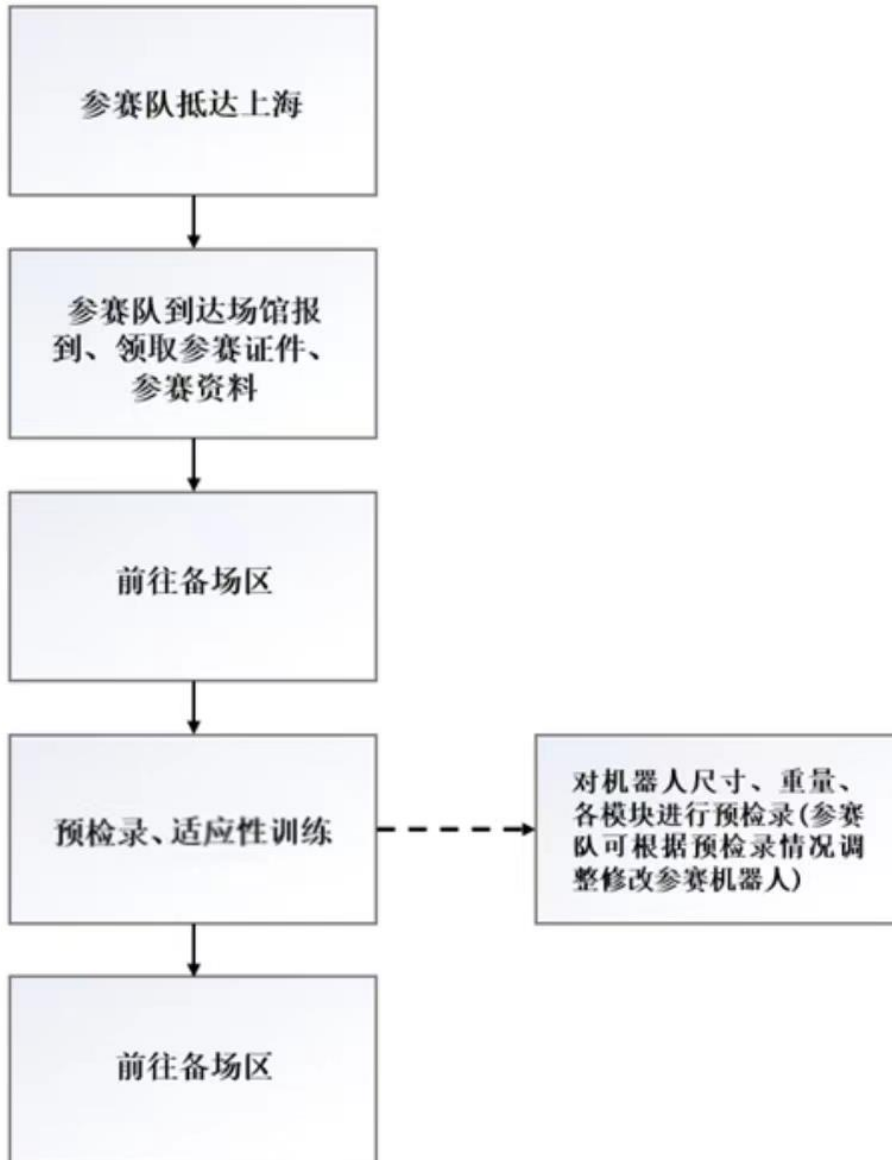 参赛队抵达上海
参赛队到达场馆报
到、领取参赛证件、
参赛资料
前往备场区
预检录、适应性训练
对机器人尺寸、重量、
各模块进行预检录(参赛
队可根据预检录情况调
整修改参赛机器人)
前往备场区